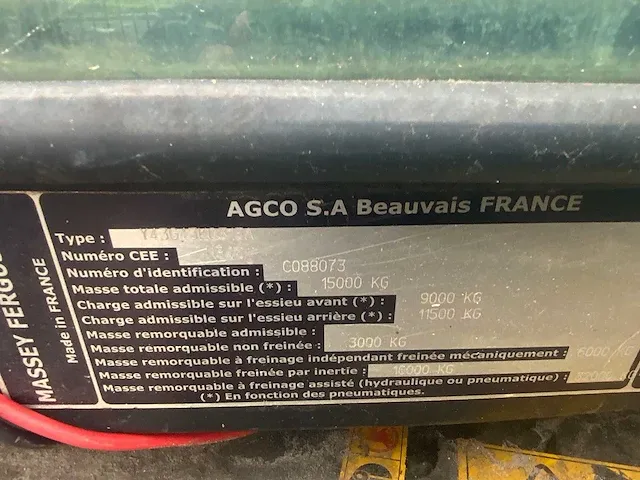 AGCO S.A Beauvais FRANCE
MASSEY FERGUS
Made in FRANCE
Type :
Numéro CEE :
Numéro d'identification : C088073
Masse totale admissible (*) : 15000 KG
Charge admissible sur l'essieu avant (*) : 9000 KG
Charge admissible sur l'essieu arrière (*) : 11500 KG
Masse remorquable admissible :
Masse rémorquable non freinée : 3000 KG
Masse remorquable à freinage indépendant freinée mécaniquement : 6000
Masse remorquable freinée par inertie : 16000 KG
Masse remorquable à freinage assisté (hydraulique ou pneumatique) :
(*) En fonction des pneumatiques.